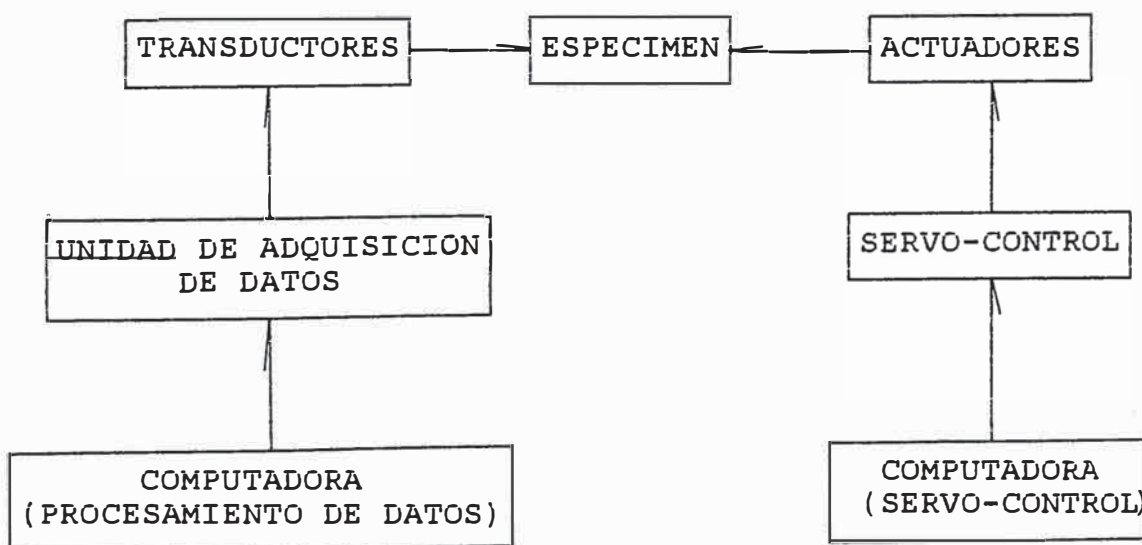 TRANSDUCTORES
ESPECIMEN
ACTUADORES
UNIDAD DE ADQUISICION
DE DATOS
SERVO-CONTROL
COMPUTADORA
(PROCESAMIENTO DE DATOS)
COMPUTADORA
(SERVO-CONTROL)